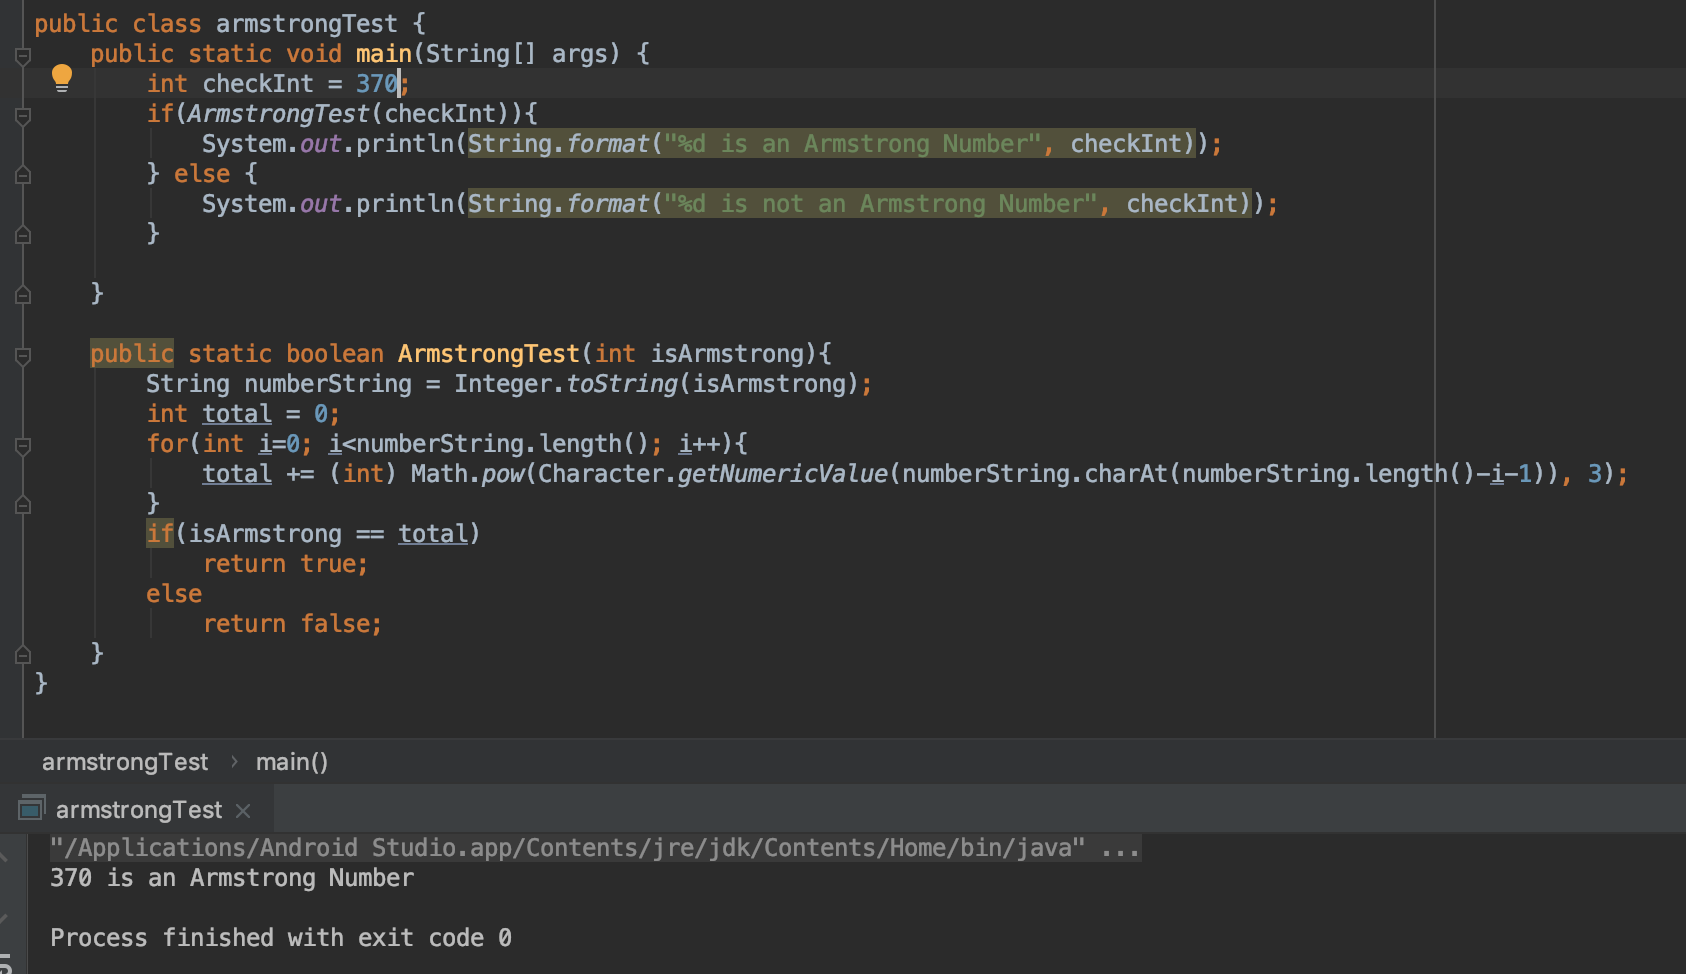 public class armstrongTest {
    public static void main(String[] args) {
        int checkInt = 370;
        if(ArmstrongTest(checkInt)){
            System.out.println(String.format("%d is an Armstrong Number", checkInt));
        } else {
            System.out.println(String.format("%d is not an Armstrong Number", checkInt));
        }

    }

    public static boolean ArmstrongTest(int isArmstrong){
        String numberString = Integer.toString(isArmstrong);
        int total = 0;
        for(int i=0; i<numberString.length(); i++){
            total += (int) Math.pow(Character.getNumericValue(numberString.charAt(numberString.length()-i-1)), 3);
        }
        if(isArmstrong == total)
            return true;
        else
            return false;
    }
}
armstrongTest › main()
armstrongTest ×
"/Applications/Android Studio.app/Contents/jre/jdk/Contents/Home/bin/java" ...
370 is an Armstrong Number

Process finished with exit code 0